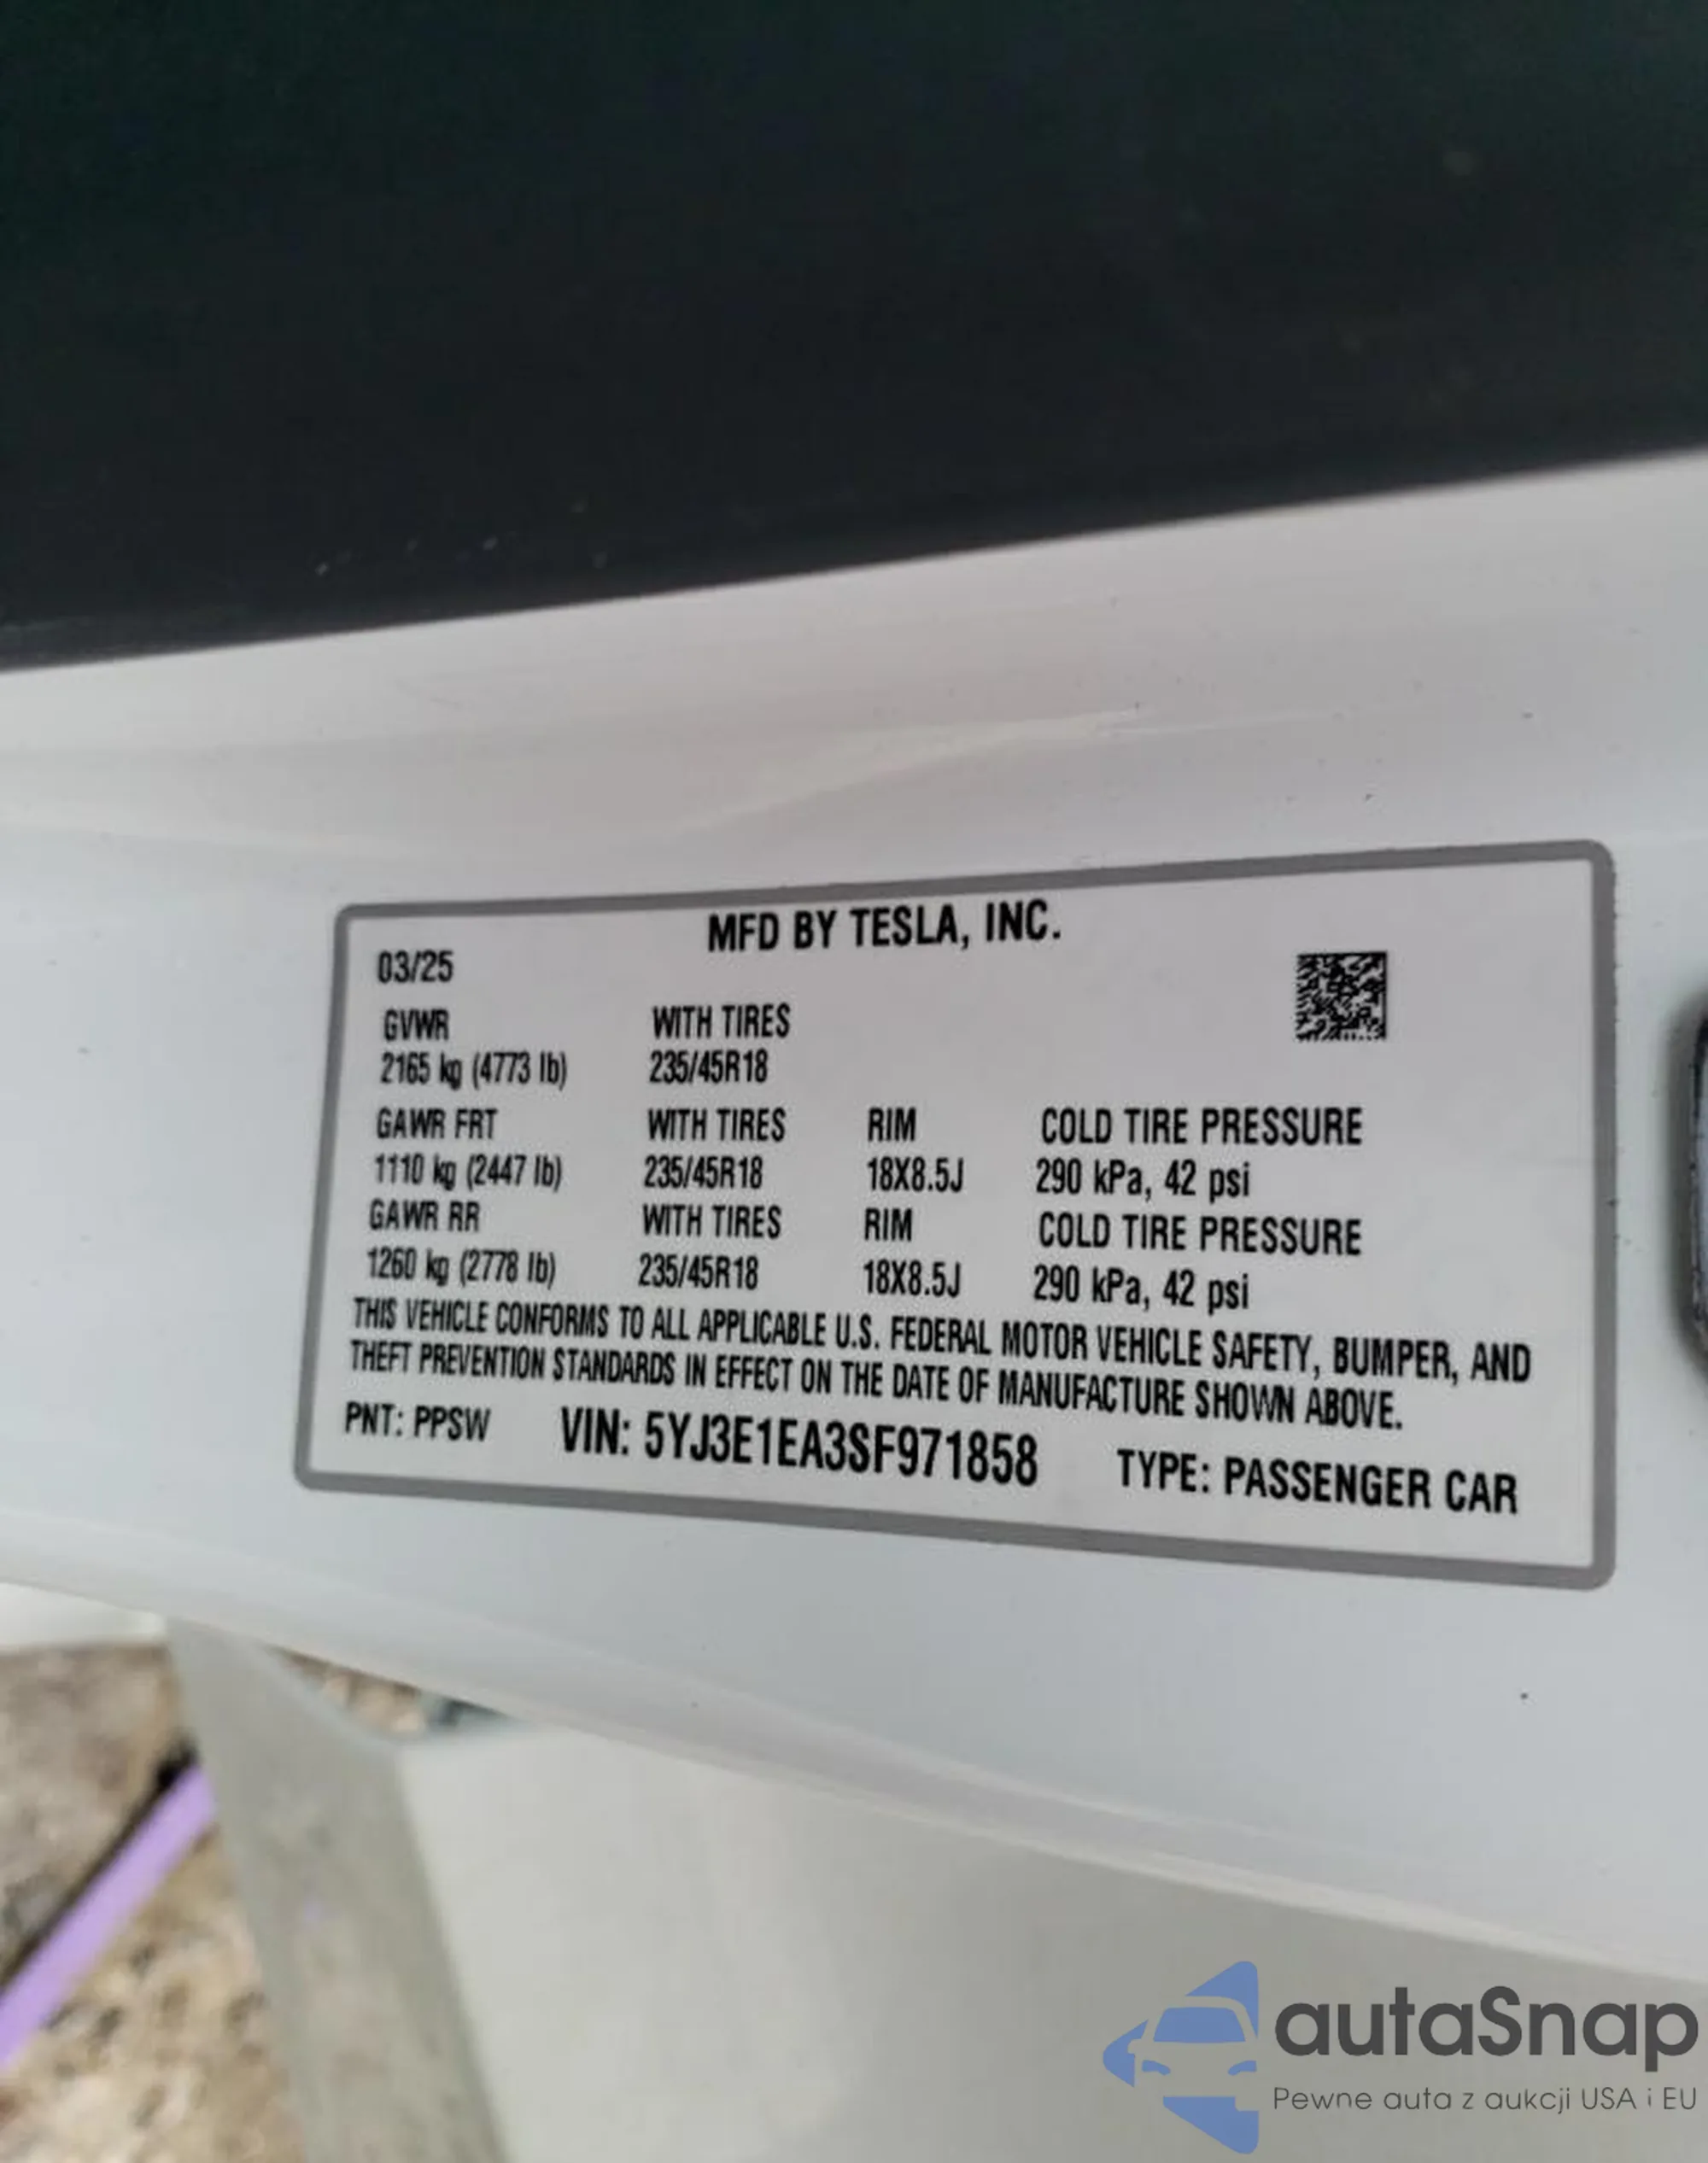 MFD BY TESLA, INC.
03/25
GVWR WITH TIRES
2165 kg (4773 lb) 235/45R18
GAWR FRT WITH TIRES RIM COLD TIRE PRESSURE
1110 kg (2447 lb) 235/45R18 18X8.5J 290 kPa, 42 psi
GAWR RR WITH TIRES RIM COLD TIRE PRESSURE
1260 kg (2778 lb) 235/45R18 18X8.5J 290 kPa, 42 psi
THIS VEHICLE CONFORMS TO ALL APPLICABLE U.S. FEDERAL MOTOR VEHICLE SAFETY, BUMPER, AND
THEFT PREVENTION STANDARDS IN EFFECT ON THE DATE OF MANUFACTURE SHOWN ABOVE.
PNT: PPSW VIN: 5YJ3E1EA3SF971858 TYPE: PASSENGER CAR
autaSnap
Pewne auta z aukcji USA i EU